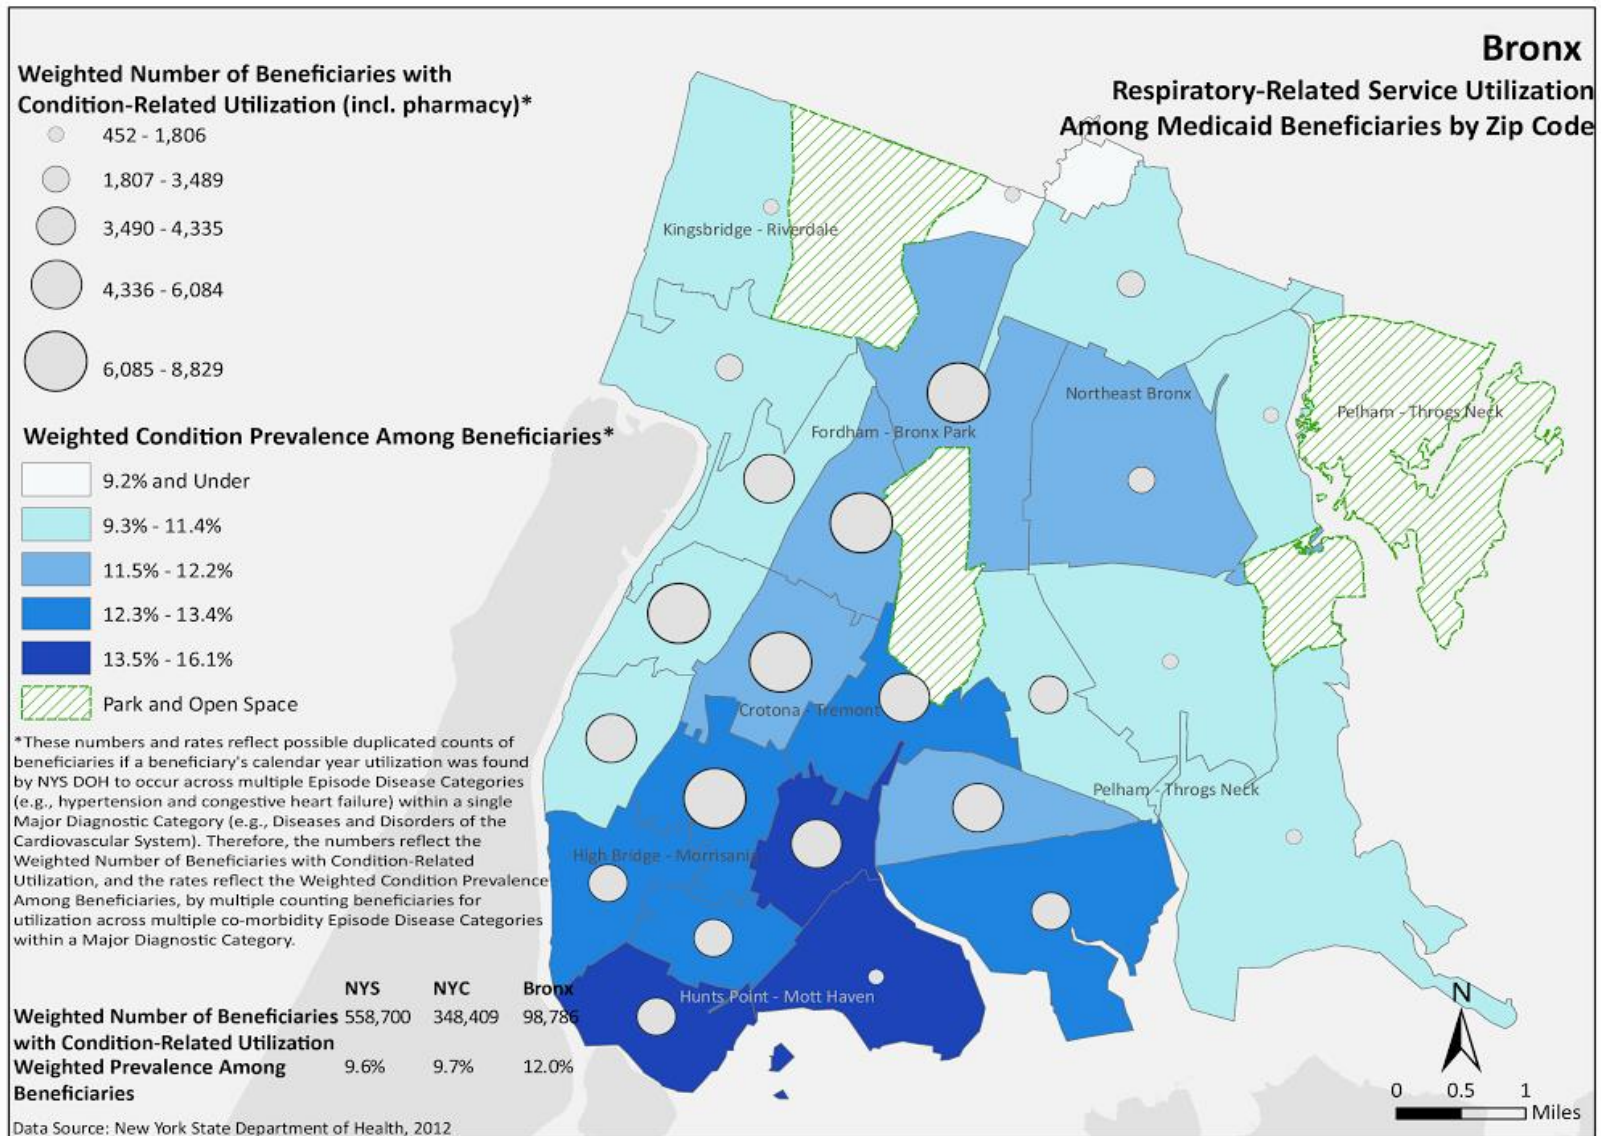 Bronx
Respiratory-Related Service Utilization
Among Medicaid Beneficiaries by Zip Code
Weighted Number of Beneficiaries with
Condition-Related Utilization (incl. pharmacy)*
452 - 1,806
1,807 - 3,489
3,490 - 4,335
4,336 - 6,084
6,085 - 8,829
Weighted Condition Prevalence Among Beneficiaries*
9.2% and Under
9.3% - 11.4%
11.5% - 12.2%
12.3% - 13.4%
13.5% - 16.1%
Park and Open Space
*These numbers and rates reflect possible duplicated counts of
beneficiaries if a beneficiary's calendar year utilization was found
by NYS DOH to occur across multiple Episode Disease Categories
(e.g., hypertension and congestive heart failure) within a single
Major Diagnostic Category (e.g., Diseases and Disorders of the
Cardiovascular System). Therefore, the numbers reflect the
Weighted Number of Beneficiaries with Condition-Related
Utilization, and the rates reflect the Weighted Condition Prevalence
Among Beneficiaries, by multiple counting beneficiaries for
utilization across multiple co-morbidity Episode Disease Categories
within a Major Diagnostic Category.
NYS NYC Bronx
Weighted Number of Beneficiaries 558,700 348,409 98,786
with Condition-Related Utilization
Weighted Prevalence Among 9.6% 9.7% 12.0%
Beneficiaries
Data Source: New York State Department of Health, 2012
Kingsbridge - Riverdale
Northeast Bronx
Pelham - Throgs Neck
Fordham - Bronx Park
Crotona - Tremont
Pelham - Throgs Neck
High Bridge - Morrisania
Hunts Point - Mott Haven
N
0 0.5 1
Miles